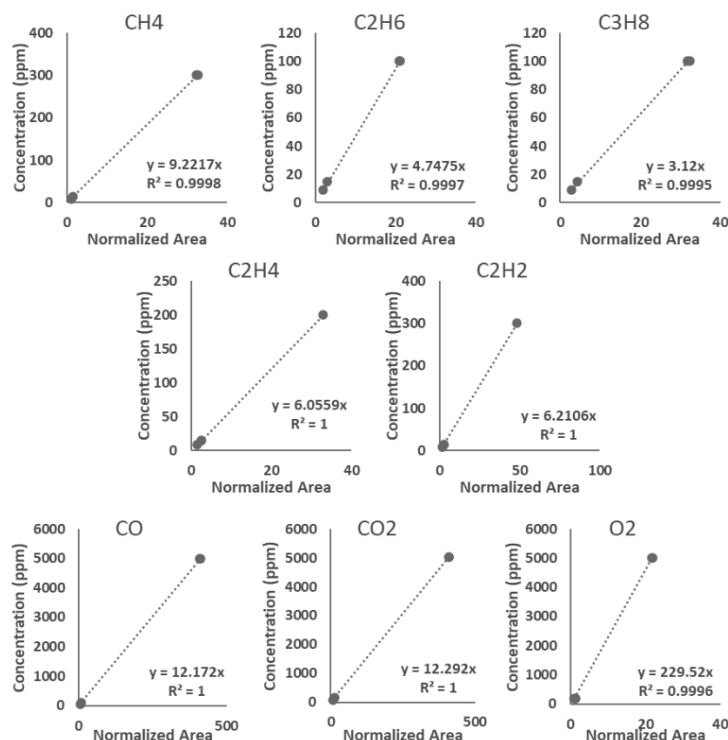 CH4
Concentration (ppm)
400
300
200
100
0
y = 9.2217x
R² = 0.9998
0 20 40
Normalized Area
C2H6
Concentration (ppm)
120
100
80
60
40
20
0
y = 4.7475x
R² = 0.9997
0 20 40
Normalized Area
C3H8
Concentration (ppm)
120
100
80
60
40
20
0
y = 3.12x
R² = 0.9995
0 20 40
Normalized Area
C2H4
Concentration (ppm)
250
200
150
100
50
0
y = 6.0559x
R² = 1
0 20 40
Normalized Area
C2H2
Concentration (ppm)
400
300
200
100
0
y = 6.2106x
R² = 1
0 50 100
Normalized Area
CO
Concentration (ppm)
6000
5000
4000
3000
2000
1000
0
y = 12.172x
R² = 1
0 500
Normalized Area
CO2
Concentration (ppm)
6000
5000
4000
3000
2000
1000
0
y = 12.292x
R² = 1
0 500
Normalized Area
O2
Concentration (ppm)
6000
5000
4000
3000
2000
1000
0
y = 229.52x
R² = 0.9996
0 20 40
Normalized Area